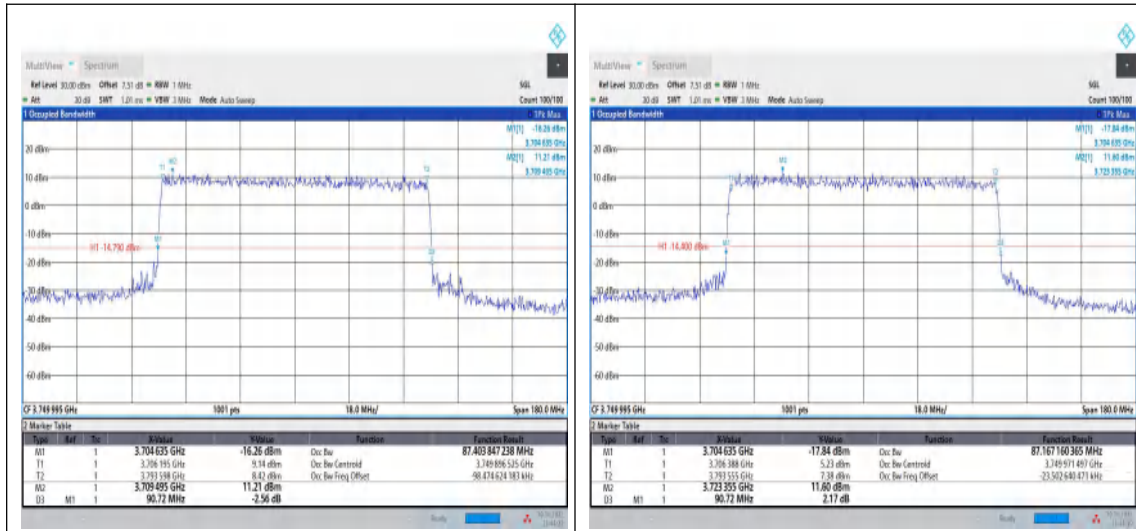 MultiView Spectrum
Ref Level 30.00 dBm Offset 7.51 dB RBW 1 MHz SGL
Att 30 dB SWT 1.01 ms VBW 3 MHz Mode Auto Sweep Count 100/100
1 Occupied Bandwidth 1Pk Max
M1[1] -16.26 dBm
3.704 635 GHz
M2[1] 11.21 dBm
3.709 495 GHz
20 dBm
M2
T1 T2
10 dBm
0 dBm
-10 dBm
M1
H1 -14.790 dBm
-20 dBm
-30 dBm
-40 dBm
-50 dBm
-60 dBm
CF 3.749 995 GHz 1001 pts 18.0 MHz/ Span 180.0 MHz
2 Marker Table
Type Ref Trc X-Value Y-Value Function Function Result
M1 1 3.704 635 GHz -16.26 dBm Occ Bw 87.403 847 238 MHz
T1 1 3.706 195 GHz 9.14 dBm Occ Bw Centroid 3.749 896 525 GHz
T2 1 3.793 598 GHz 8.42 dBm Occ Bw Freq Offset -98.474 624 183 kHz
M2 1 3.709 495 GHz 11.21 dBm
D3 M1 1 90.72 MHz -2.56 dB
Ready
MultiView Spectrum
Ref Level 30.00 dBm Offset 7.51 dB RBW 1 MHz SGL
Att 30 dB SWT 1.01 ms VBW 3 MHz Mode Auto Sweep Count 100/100
1 Occupied Bandwidth 1Pk Max
M1[1] -17.84 dBm
3.704 635 GHz
M2[1] 11.60 dBm
3.723 355 GHz
20 dBm
M2
T2
10 dBm
0 dBm
-10 dBm
M1
H1 -14.400 dBm
-20 dBm
-30 dBm
-40 dBm
-50 dBm
-60 dBm
CF 3.749 995 GHz 1001 pts 18.0 MHz/ Span 180.0 MHz
2 Marker Table
Type Ref Trc X-Value Y-Value Function Function Result
M1 1 3.704 635 GHz -17.84 dBm Occ Bw 87.167 160 365 MHz
T1 1 3.706 388 GHz 5.23 dBm Occ Bw Centroid 3.749 971 497 GHz
T2 1 3.793 555 GHz 7.38 dBm Occ Bw Freq Offset -23.502 640 471 kHz
M2 1 3.723 355 GHz 11.60 dBm
D3 M1 1 90.72 MHz 2.17 dB
Ready